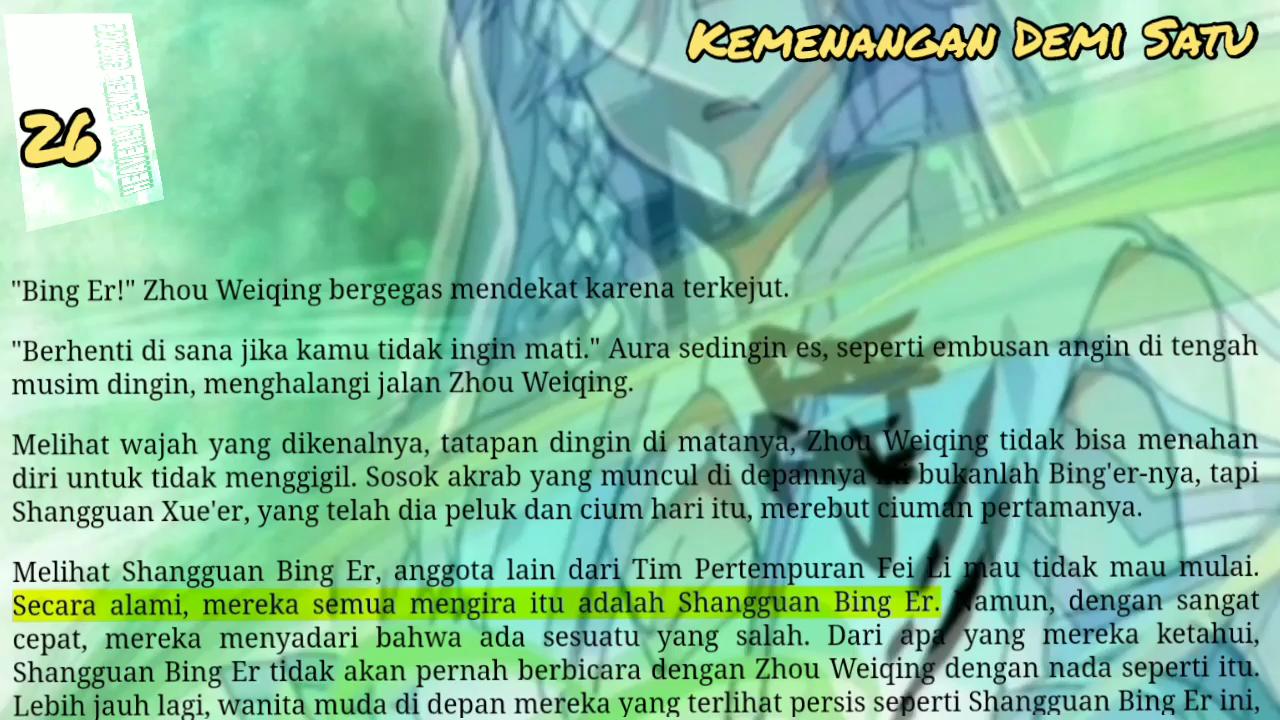 Kemenangan Demi Satu
HEAVENLY JEWEL CHANGE
26
"Bing Er!" Zhou Weiqing bergegas mendekat karena terkejut.
"Berhenti di sana jika kamu tidak ingin mati." Aura sedingin es, seperti embusan angin di tengah
musim dingin, menghalangi jalan Zhou Weiqing.
Melihat wajah yang dikenalnya, tatapan dingin di matanya, Zhou Weiqing tidak bisa menahan
diri untuk tidak menggigil. Sosok akrab yang muncul di depannya ini bukanlah Bing'er-nya, tapi
Shangguan Xue'er, yang telah dia peluk dan cium hari itu, merebut ciuman pertamanya.
Melihat Shangguan Bing Er, anggota lain dari Tim Pertempuran Fei Li mau tidak mau mulai.
Secara alami, mereka semua mengira itu adalah Shangguan Bing Er. Namun, dengan sangat
cepat, mereka menyadari bahwa ada sesuatu yang salah. Dari apa yang mereka ketahui,
Shangguan Bing Er tidak akan pernah berbicara dengan Zhou Weiqing dengan nada seperti itu.
Lebih jauh lagi, wanita muda di depan mereka yang terlihat persis seperti Shangguan Bing Er ini,